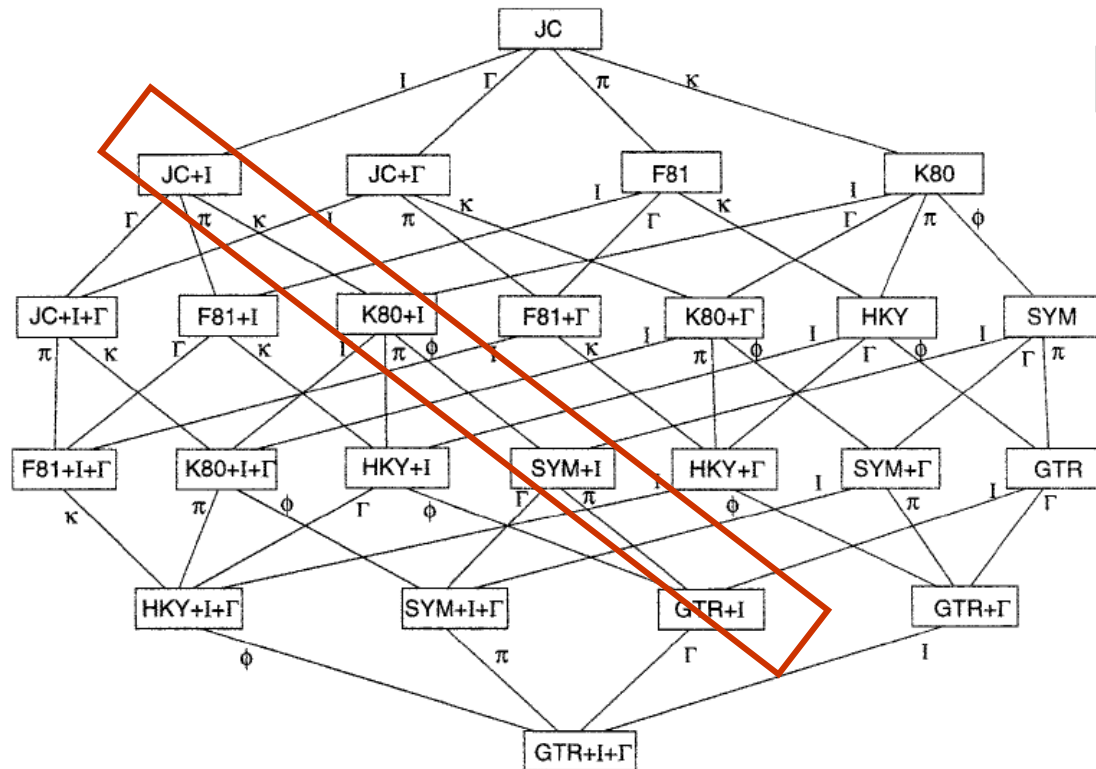 JC
I Γ π κ
JC+I JC+Γ F81 K80
Γ π κ I π κ I Γ κ I Γ π ϕ
JC+I+Γ F81+I K80+I F81+Γ K80+Γ HKY SYM
π κ Γ κ I π ϕ I κ I π ϕ I Γ ϕ I Γ π
F81+I+Γ K80+I+Γ HKY+I SYM+I HKY+Γ SYM+Γ GTR
κ π ϕ Γ ϕ Γ π I ϕ I π I Γ
HKY+I+Γ SYM+I+Γ GTR+I GTR+Γ
ϕ π Γ I
GTR+I+Γ